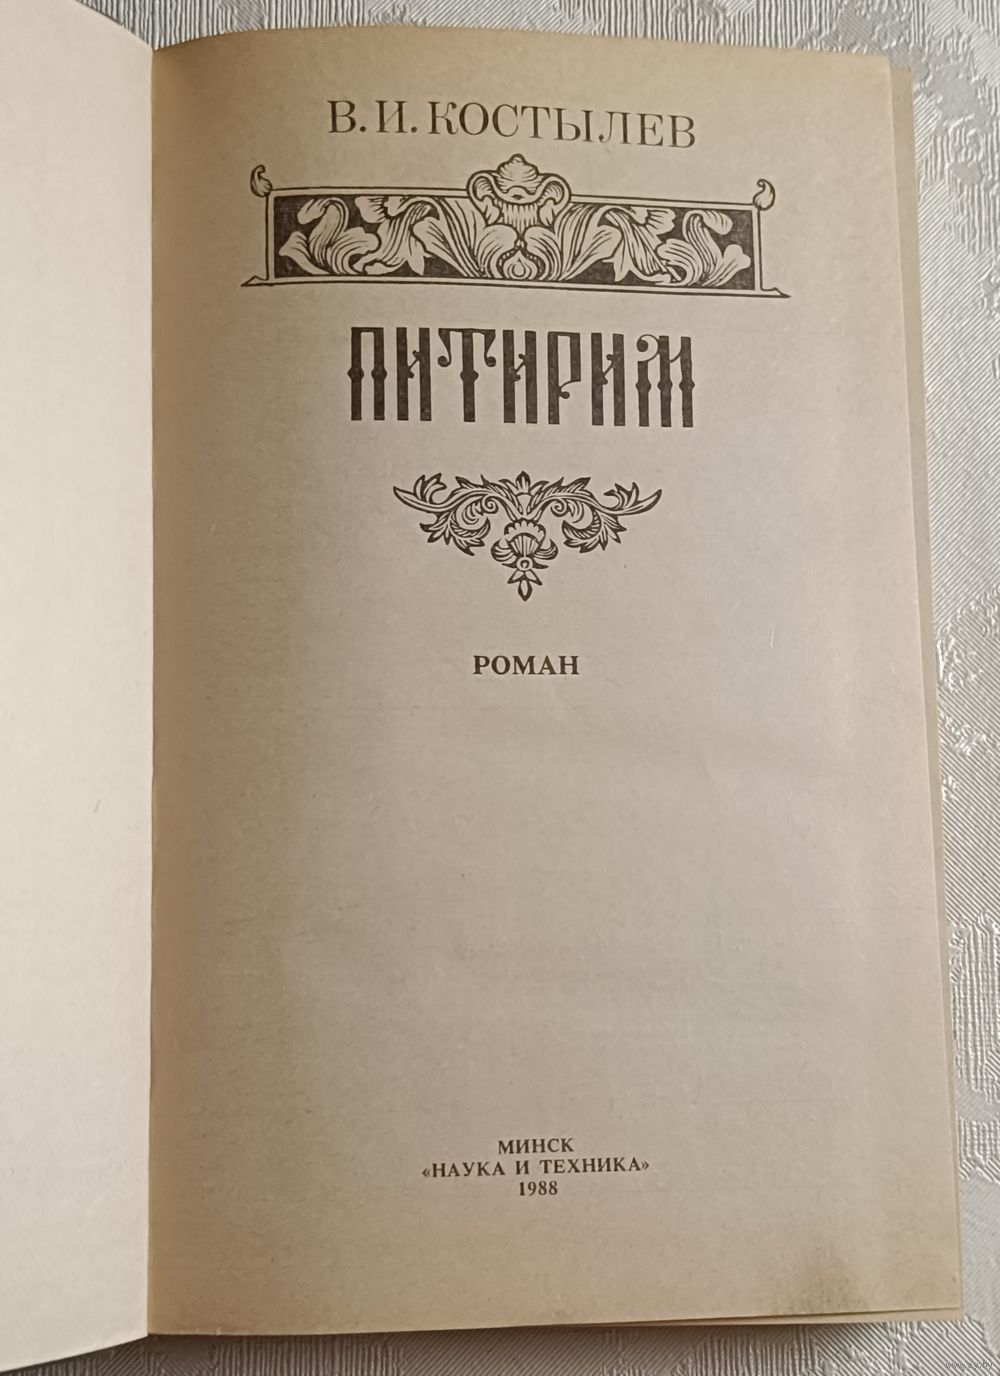 В. И. КОСТЫЛЕВ
ПИТИРИМ
РОМАН
МИНСК
«НАУКА И ТЕХНИКА»
1988